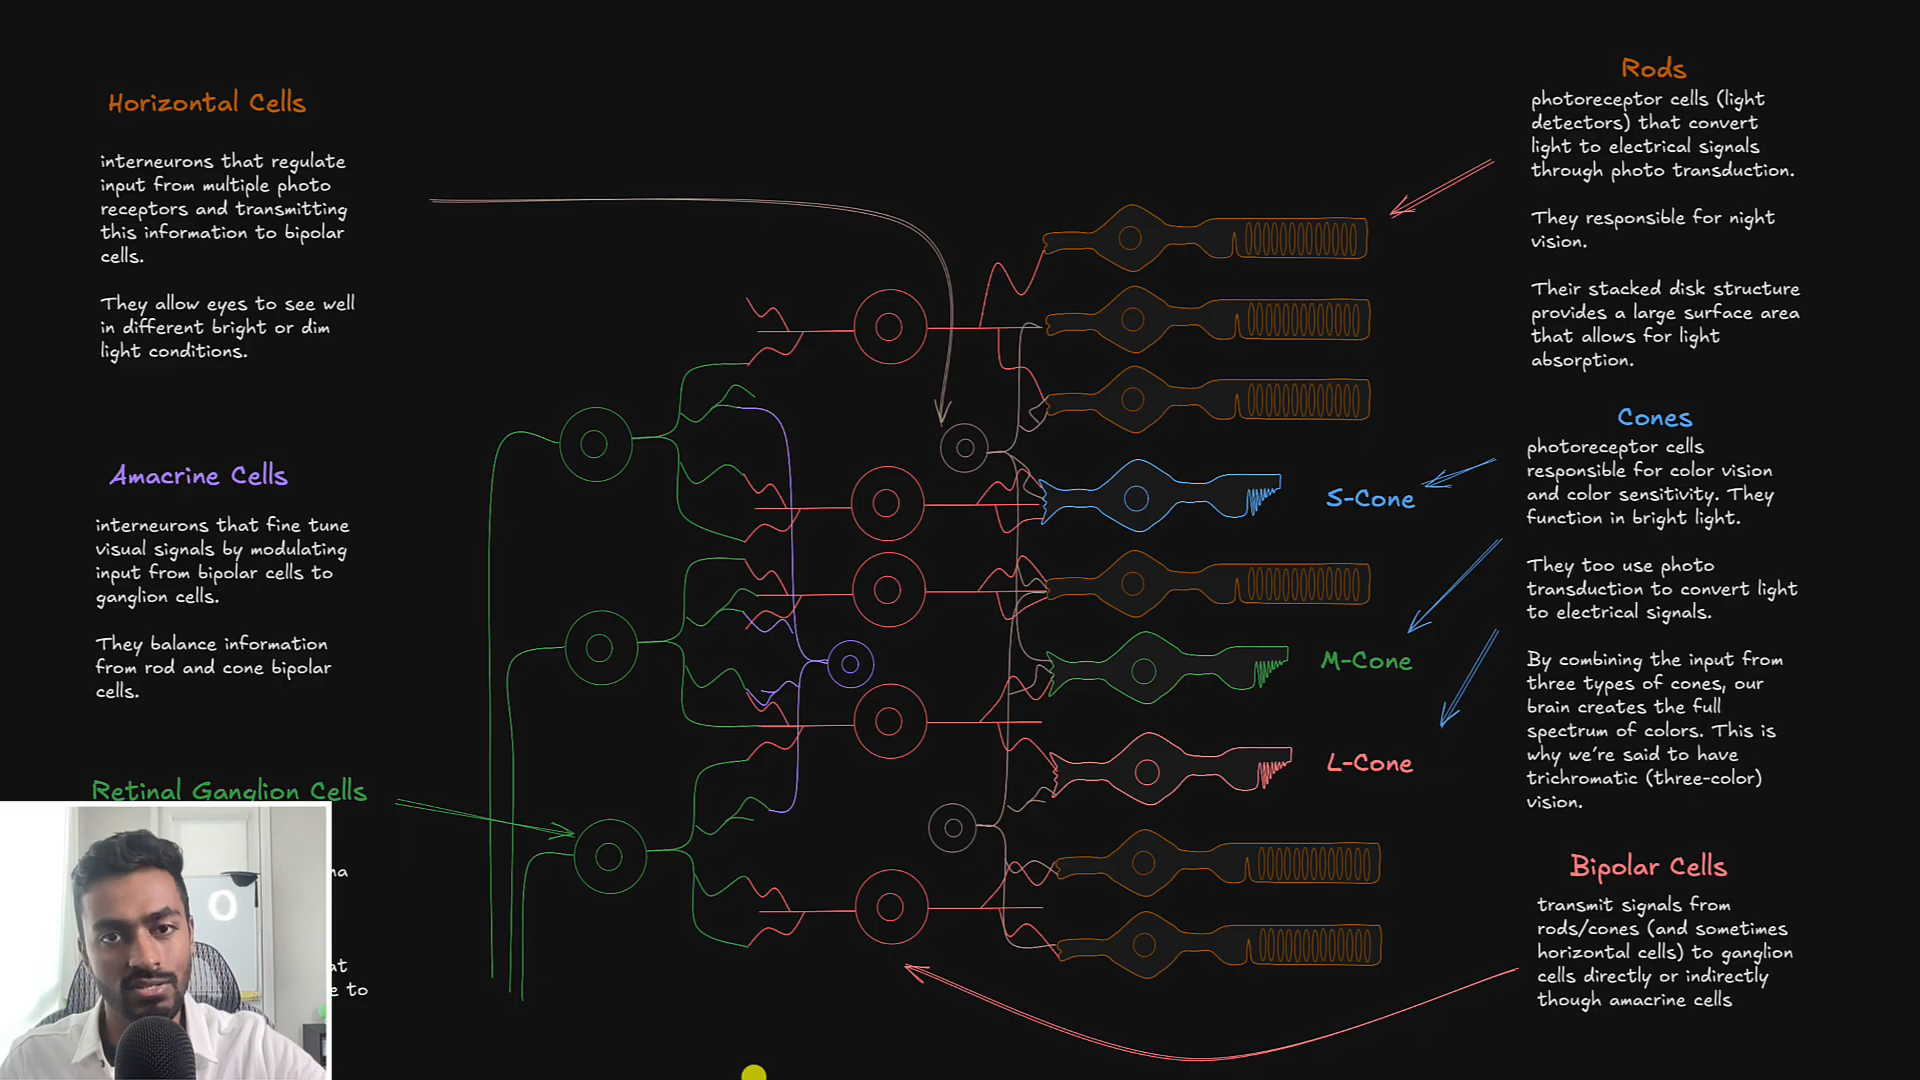 Horizontal Cells
interneurons that regulate
input from multiple photo
receptors and transmitting
this information to bipolar
cells.
They allow eyes to see well
in different bright or dim
light conditions.
Amacrine Cells
interneurons that fine tune
visual signals by modulating
input from bipolar cells to
ganglion cells.
They balance information
from rod and cone bipolar
cells.
Retinal Ganglion Cells
to
S-Cone
M-Cone
L-Cone
Rods
photoreceptor cells (light
detectors) that convert
light to electrical signals
through photo transduction.
They responsible for night
vision.
Their stacked disk structure
provides a large surface area
that allows for light
absorption.
Cones
photoreceptor cells
responsible for color vision
and color sensitivity. They
function in bright light.
They too use photo
transduction to convert light
to electrical signals.
By combining the input from
three types of cones, our
brain creates the full
spectrum of colors. This is
why we're said to have
trichromatic (three-color)
vision.
Bipolar Cells
transmit signals from
rods/cones (and sometimes
horizontal cells) to ganglion
cells directly or indirectly
though amacrine cells